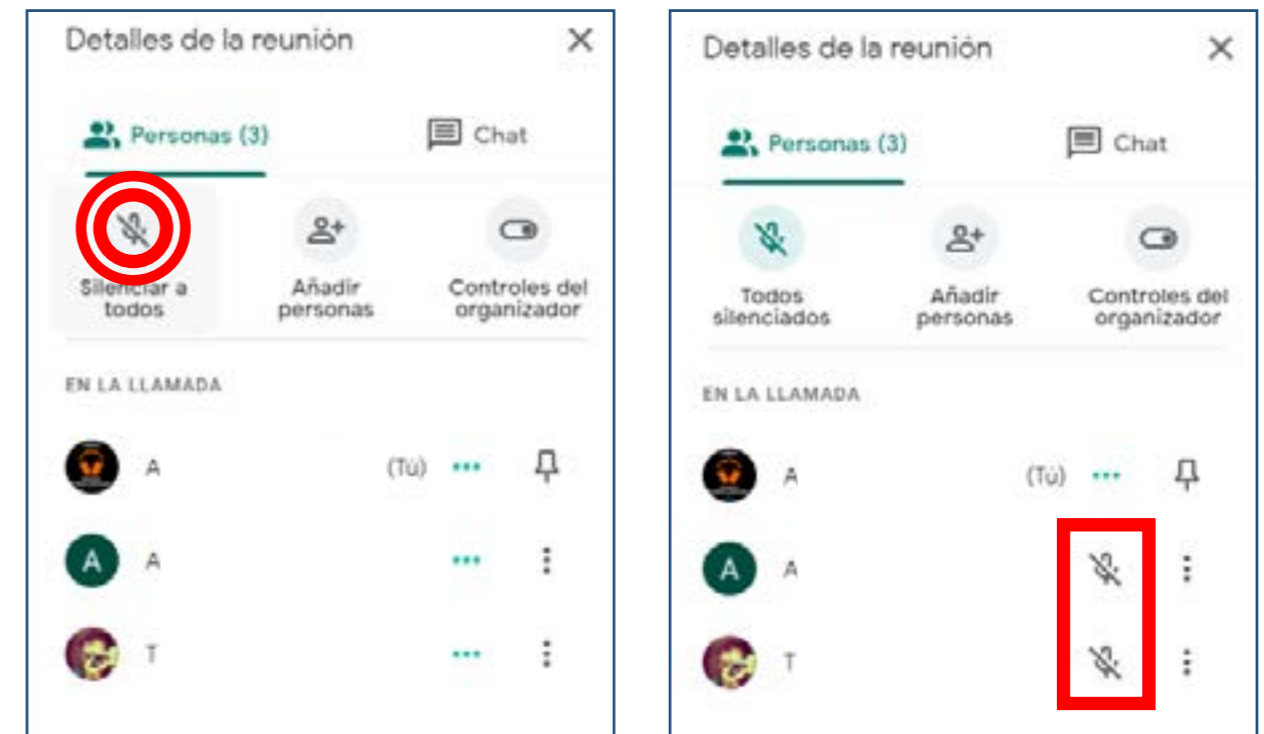 Detalles de la reunión
Personas (3)
Chat
Silenciar a
todos
Añadir
personas
Controles del
organizador
EN LA LLAMADA
A
(Tú)
A
A
T
Detalles de la reunión
Personas (3)
Chat
Todos
silenciados
Añadir
personas
Controles del
organizador
EN LA LLAMADA
A
(Tú)
A
A
T